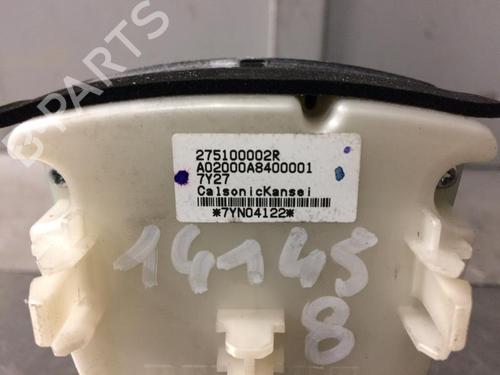 B-PARTS
275100002R
A02000A8400001
7Y27
CalsonicKansei
*7YN04122*
14145
8